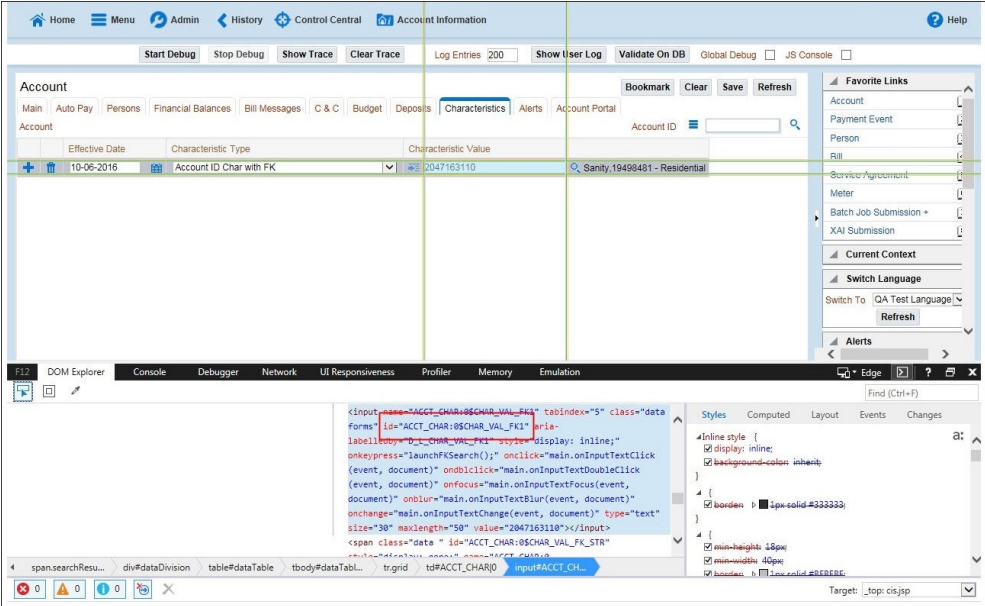 Home Menu Admin History Control Central Account Information Help
Start Debug Stop Debug Show Trace Clear Trace Log Entries 200 Show User Log Validate On DB Global Debug JS Console
Account Bookmark Clear Save Refresh
Main Auto Pay Persons Financial Balances Bill Messages C & C Budget Deposits Characteristics Alerts Account Portal
Account Account ID
Effective Date Characteristic Type Characteristic Value
10-06-2016 Account ID Char with FK 2047163110 Sanity,19498481 - Residential
Favorite Links
Account
Payment Event
Person
Bill
Service Agreement
Meter
Batch Job Submission +
XAI Submission
Current Context
Switch Language
Switch To QA Test Language
Refresh
Alerts
F12 DOM Explorer Console Debugger Network UI Responsiveness Profiler Memory Emulation Edge ?
Find (Ctrl+F)
<input name="ACCT_CHAR:0$CHAR_VAL_FK1" tabindex="5" class="data
forms" id="ACCT_CHAR:0$CHAR_VAL_FK1" aria-
labelledby="D_L_CHAR_VAL_FK1" style="display: inline;"
onkeypress="launchFKSearch();" onclick="main.onInputTextClick
(event, document)" ondblclick="main.onInputTextDoubleClick
(event, document)" onfocus="main.onInputTextFocus(event,
document)" onblur="main.onInputTextBlur(event, document)"
onchange="main.onInputTextChange(event, document)" type="text"
size="30" maxlength="50" value="2047163110"></input>
<span class="data " id="ACCT_CHAR:0$CHAR_VAL_FK_STR"
style="display: none;" name="ACCT_CHAR:0
Styles Computed Layout Events Changes
Inline style { a:
display: inline;
background-color: inherit;
}
{
border: 1px solid #333333;
}
{
min-height: 18px;
min-width: 40px;
border: 1px solid #BEBEBE;
span.searchResu... div#dataDivision table#dataTable tbody#dataTabl... tr.grid td#ACCT_CHAR|0 input#ACCT_CH...
0 0 0 Target: _top: cis.jsp